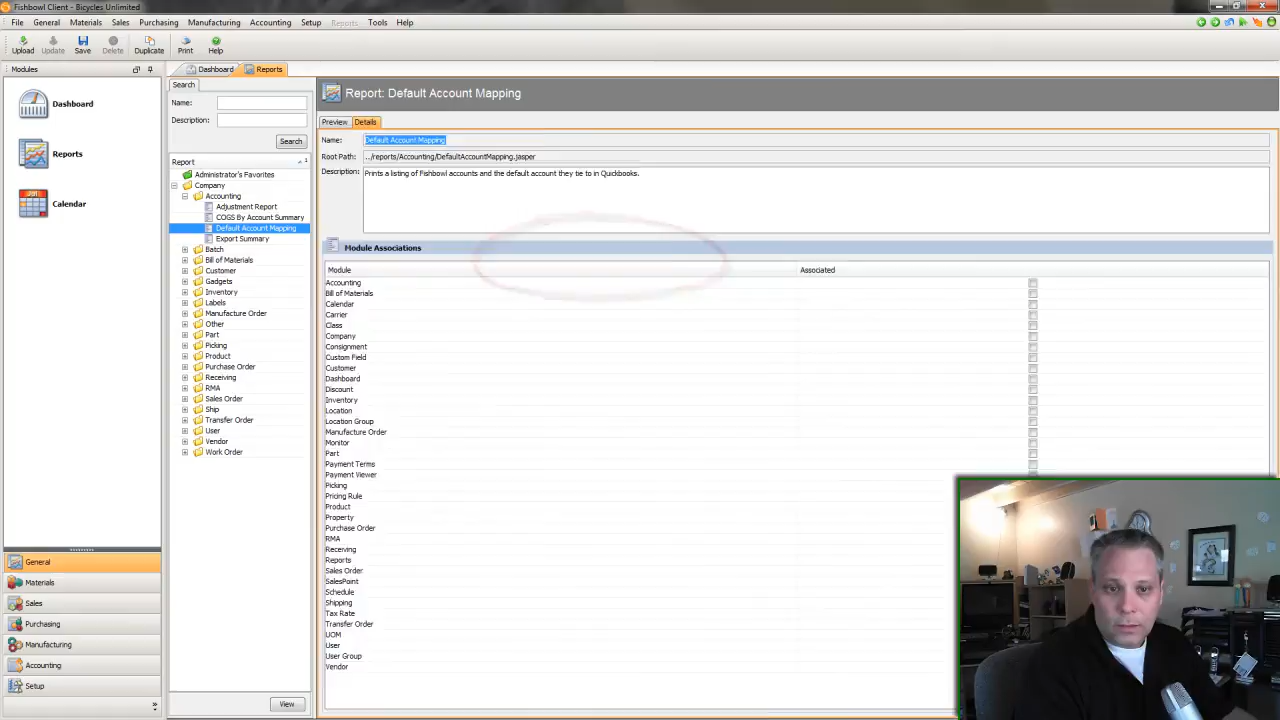 Fishbowl Client - Bicycles Unlimited
File General Materials Sales Purchasing Manufacturing Accounting Setup Reports Tools Help
Upload Update Save Delete Duplicate Print Help
Modules
Dashboard
Reports
Calendar
General
Materials
Sales
Purchasing
Manufacturing
Accounting
Setup
Dashboard Reports
Search
Name:
Description:
Search
Report
Administrator's Favorites
Company
Accounting
Adjustment Report
COGS By Account Summary
Default Account Mapping
Export Summary
Batch
Bill of Materials
Customer
Gadgets
Inventory
Labels
Manufacture Order
Other
Part
Picking
Product
Purchase Order
Receiving
RMA
Sales Order
Ship
Transfer Order
User
Vendor
Work Order
View
Report: Default Account Mapping
Preview Details
Name: Default Account Mapping
Root Path: ../reports/Accounting/DefaultAccountMapping.jasper
Description: Prints a listing of Fishbowl accounts and the default account they tie to in Quickbooks.
Module Associations
Module Associated
Accounting
Bill of Materials
Calendar
Carrier
Class
Company
Consignment
Custom Field
Customer
Dashboard
Discount
Inventory
Location
Location Group
Manufacture Order
Monitor
Part
Payment Terms
Payment Viewer
Picking
Pricing Rule
Product
Property
Purchase Order
RMA
Receiving
Reports
Sales Order
SalesPoint
Schedule
Shipping
Tax Rate
Transfer Order
UOM
User
User Group
Vendor